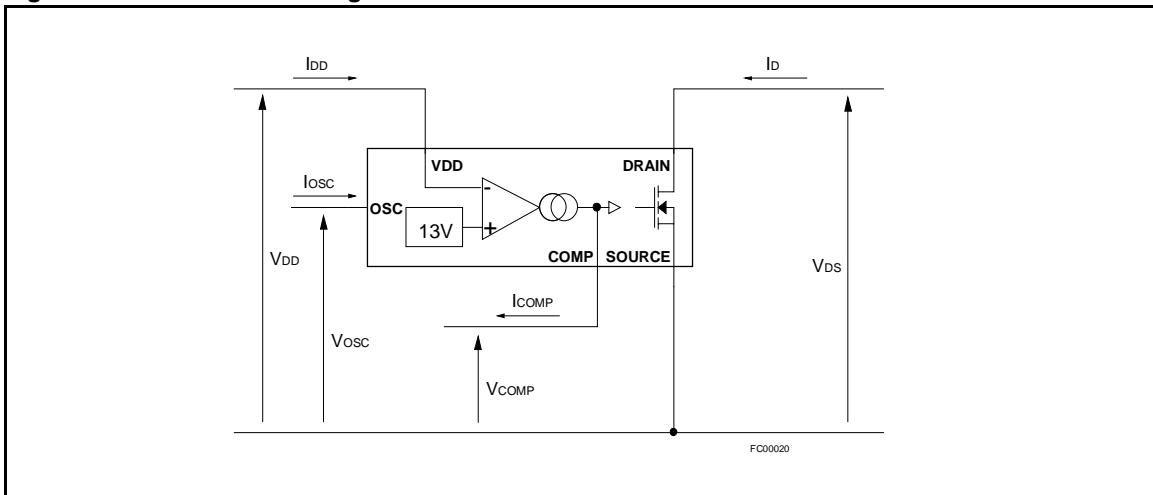 IDD
ID
VDD
DRAIN
IOSC
OSC
-
13V
+
COMP SOURCE
VDD
VDS
ICOMP
VOSC
VCOMP
FC00020